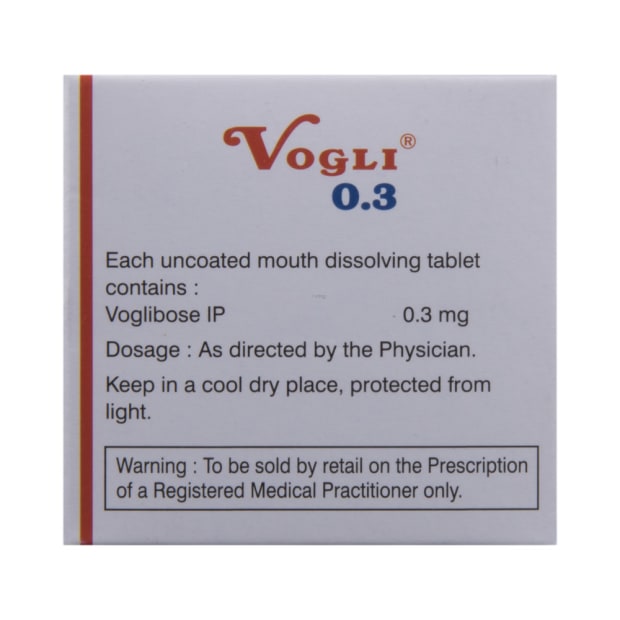 VOGLI®
0.3
Each uncoated mouth dissolving tablet
contains :
Voglibose IP 0.3 mg
Dosage : As directed by the Physician.
Keep in a cool dry place, protected from
light.
Warning : To be sold by retail on the Prescription
of a Registered Medical Practitioner only.